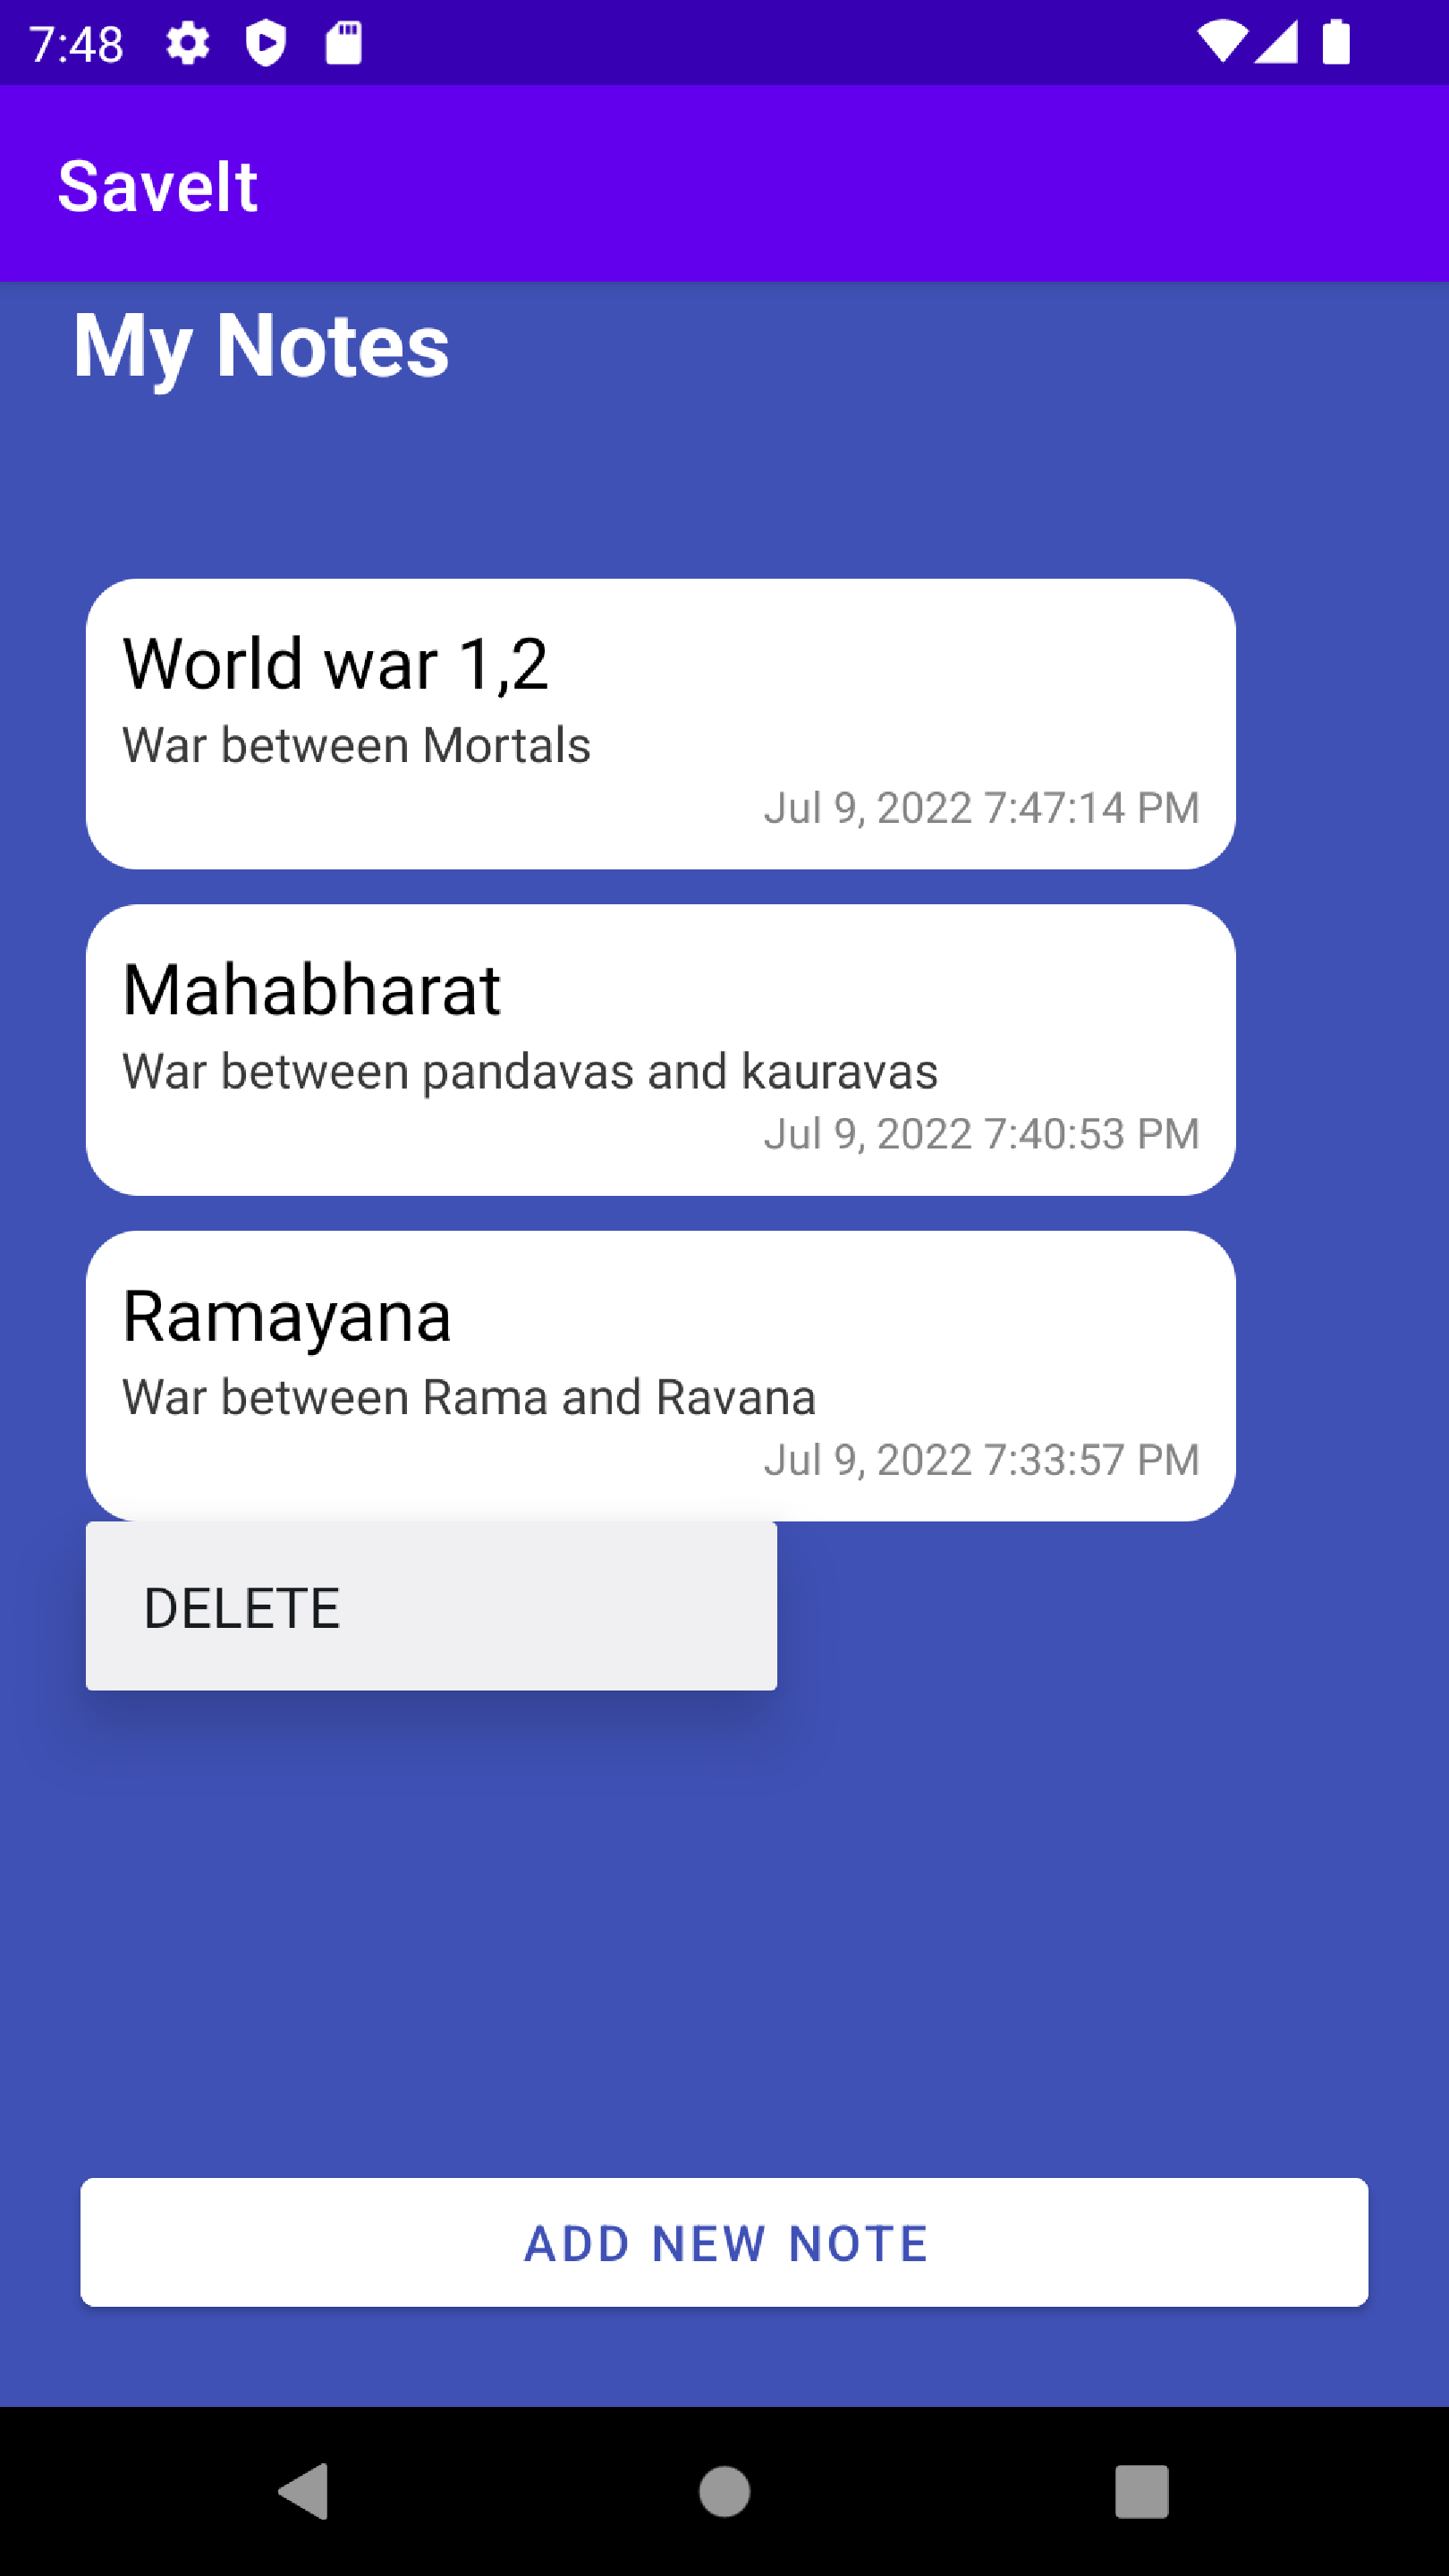 7:48
SaveIt
My Notes
World war 1,2
War between Mortals
Jul 9, 2022 7:47:14 PM
Mahabharat
War between pandavas and kauravas
Jul 9, 2022 7:40:53 PM
Ramayana
War between Rama and Ravana
Jul 9, 2022 7:33:57 PM
DELETE
ADD NEW NOTE